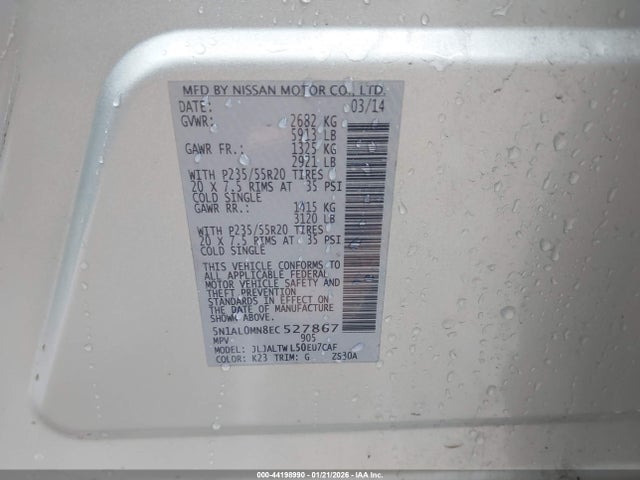 MFD BY NISSAN MOTOR CO., LTD.
DATE: 03/14
GVWR: 2682 KG
5913 LB
GAWR FR.: 1325 KG
2921 LB
WITH P235/55R20 TIRES
20 X 7.5 RIMS AT 35 PSI
COLD SINGLE
GAWR RR.: 1415 KG
3120 LB
WITH P235/55R20 TIRES
20 X 7.5 RIMS AT 35 PSI
COLD SINGLE
THIS VEHICLE CONFORMS TO
ALL APPLICABLE FEDERAL
MOTOR VEHICLE SAFETY AND
THEFT PREVENTION
STANDARDS IN EFFECT ON
THE DATE OF MANUFACTURE
SHOWN ABOVE
5N1AL0MN8EC527867
MPV 905
MODEL: JLJALTWL50EU7CAF
COLOR: K23 TRIM: G ZS30A
000-44198990 - 01/21/2026 - IAA Inc.